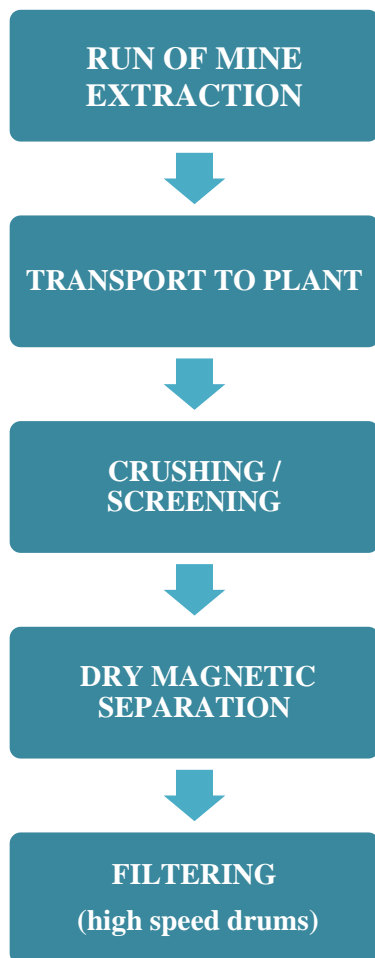 RUN OF MINE
EXTRACTION
TRANSPORT TO PLANT
CRUSHING /
SCREENING
DRY MAGNETIC
SEPARATION
FILTERING
(high speed drums)